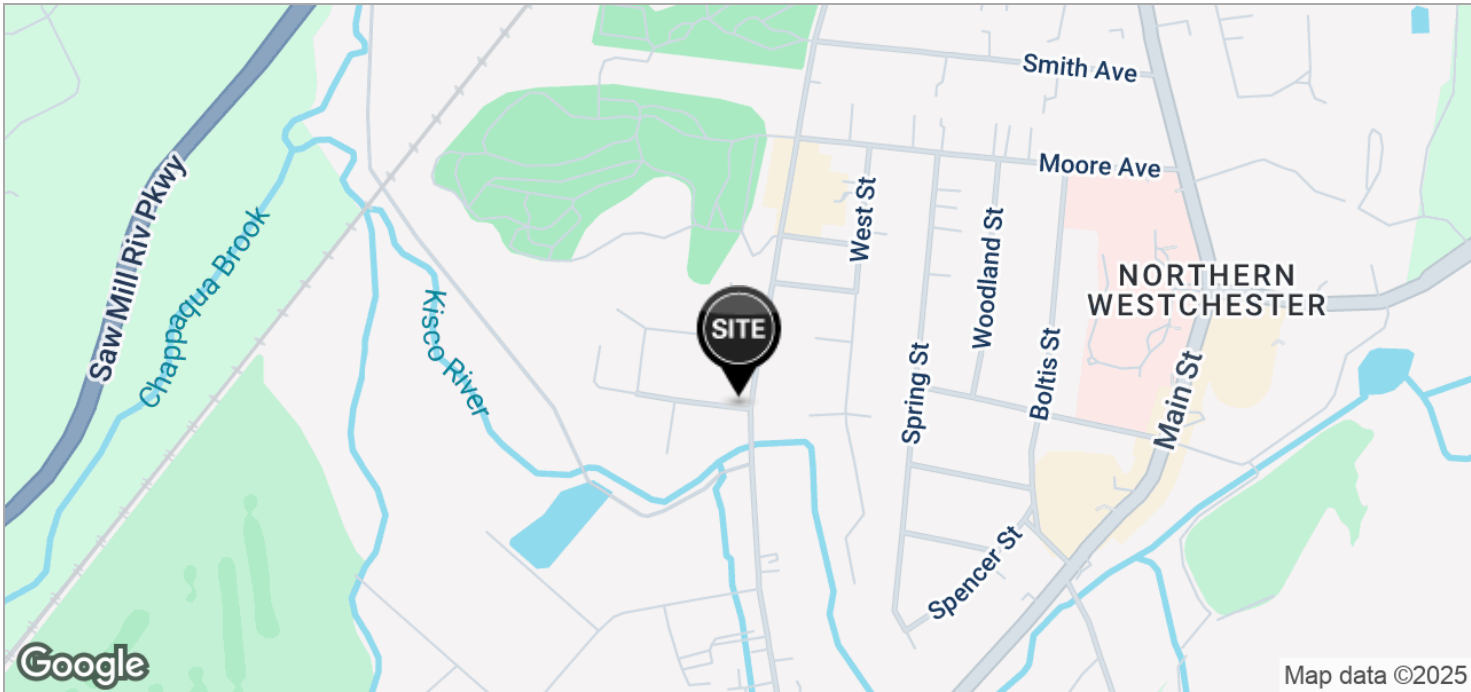 Smith Ave
Moore Ave
Saw Mill Riv Pkwy
Chappaqua Brook
Kisco River
West St
Woodland St
NORTHERN
WESTCHESTER
SITE
Spring St
Boltis St
Main St
Spencer St
Google
Map data ©2025